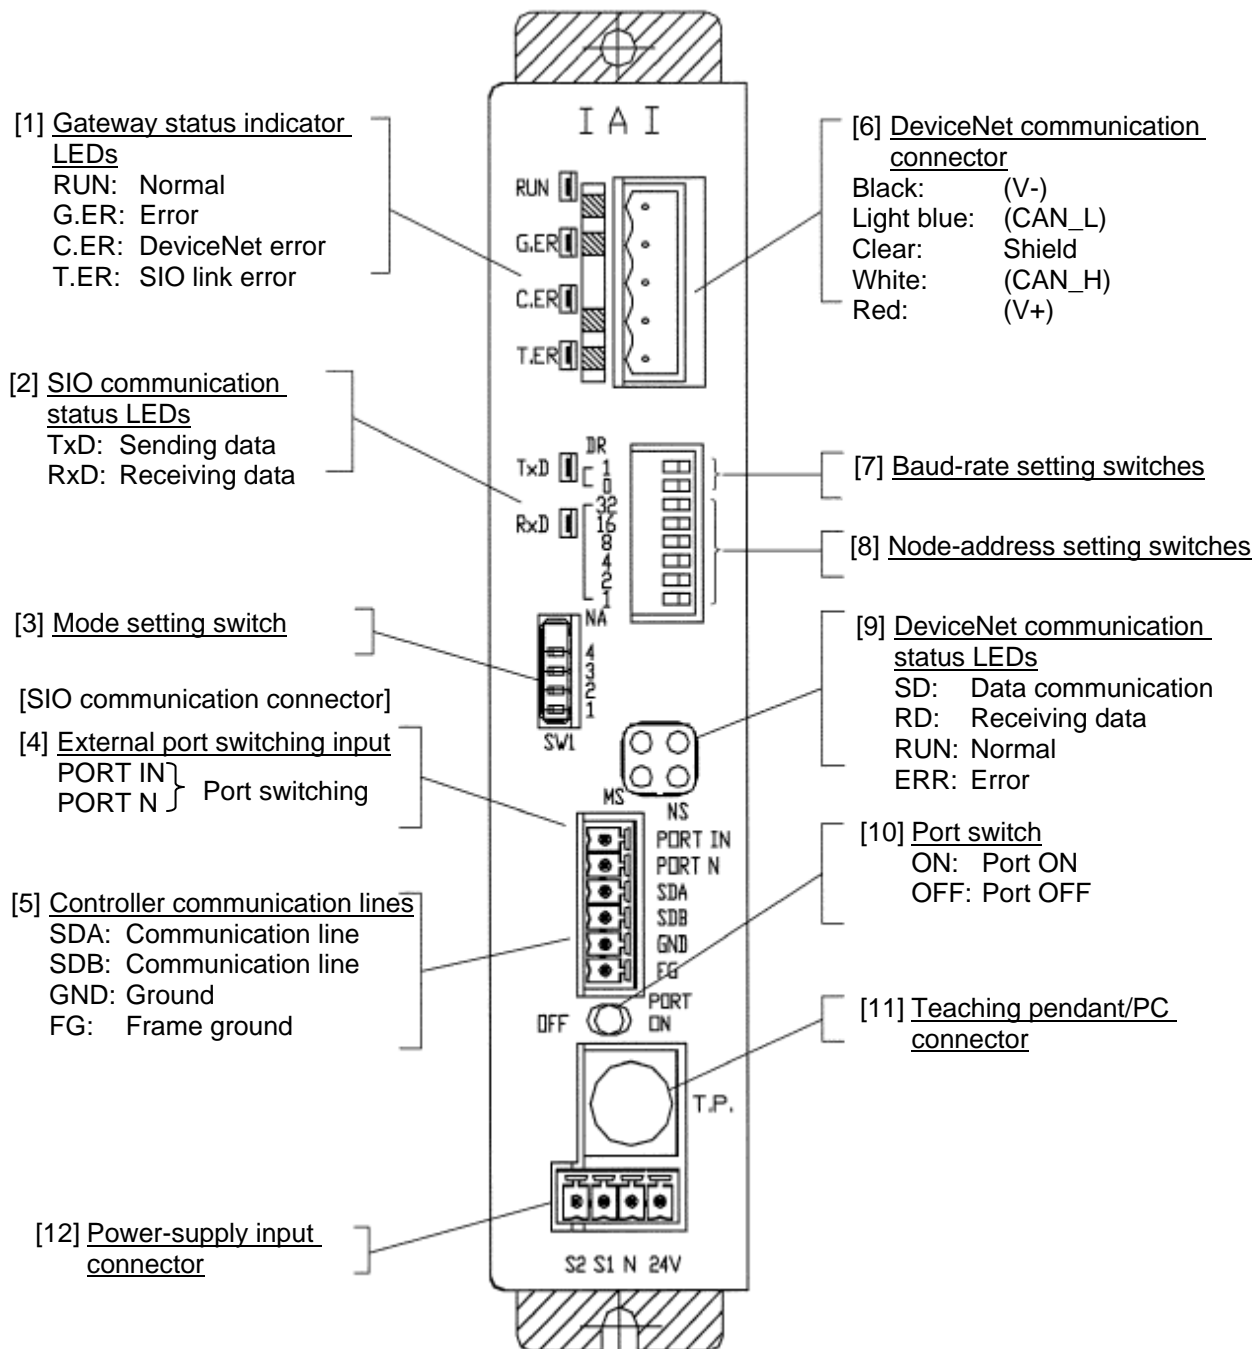 IAI
[1] Gateway status indicator
LEDs
RUN: Normal
G.ER: Error
C.ER: DeviceNet error
T.ER: SIO link error
[2] SIO communication
status LEDs
TxD: Sending data
RxD: Receiving data
[3] Mode setting switch
[SIO communication connector]
[4] External port switching input
PORT IN
PORT N
Port switching
[5] Controller communication lines
SDA: Communication line
SDB: Communication line
GND: Ground
FG: Frame ground
[12] Power-supply input
connector
RUN
G.ER
C.ER
T.ER
DR
TxD
1
0
RxD
32
16
8
4
2
1
NA
4
3
2
1
SW1
MS
NS
PORT IN
PORT N
SDA
SDB
GND
FG
PORT
OFF
ON
T.P.
S2 S1 N 24V
[6] DeviceNet communication
connector
Black: (V-)
Light blue: (CAN_L)
Clear: Shield
White: (CAN_H)
Red: (V+)
[7] Baud-rate setting switches
[8] Node-address setting switches
[9] DeviceNet communication
status LEDs
SD: Data communication
RD: Receiving data
RUN: Normal
ERR: Error
[10] Port switch
ON: Port ON
OFF: Port OFF
[11] Teaching pendant/PC
connector